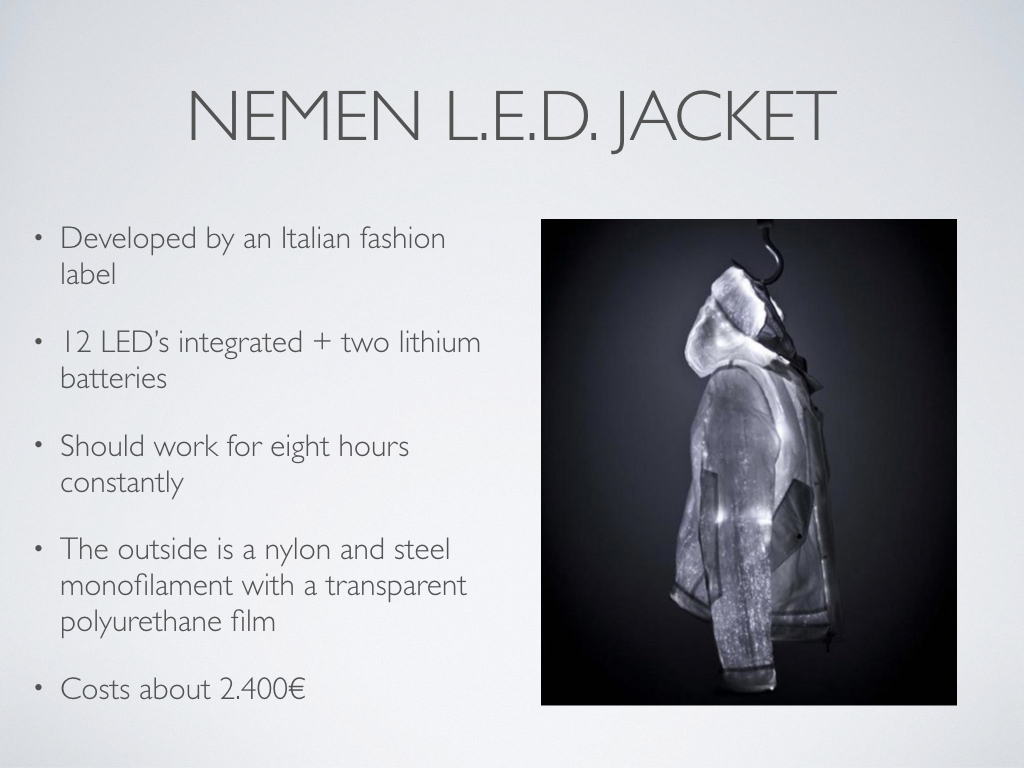 NEMEN L.E.D. JACKET
• Developed by an Italian fashion
label
• 12 LED’s integrated + two lithium
batteries
• Should work for eight hours
constantly
• The outside is a nylon and steel
monofilament with a transparent
polyurethane film
• Costs about 2.400€